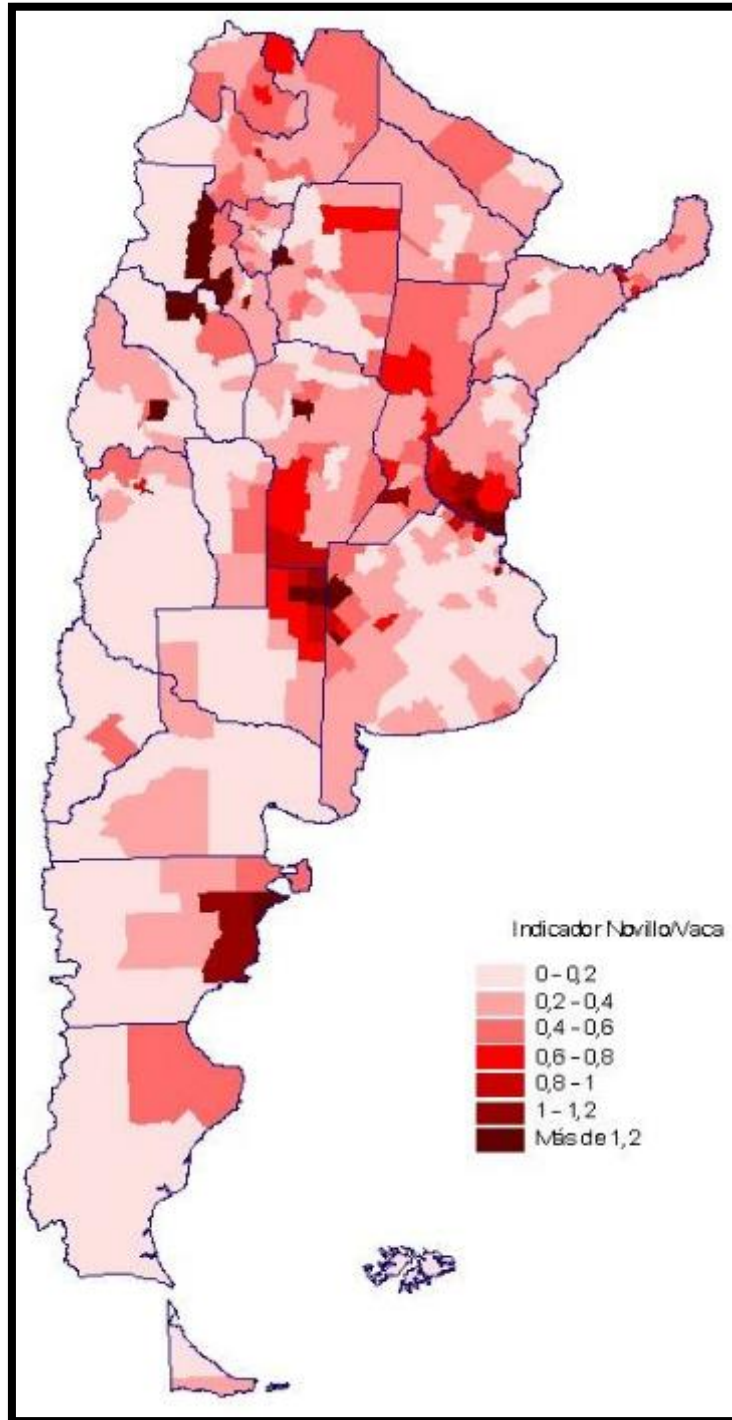 Indicador Novillo/Vaca
0 - 0,2
0,2 - 0,4
0,4 - 0,6
0,6 - 0,8
0,8 - 1
1 - 1,2
Más de 1,2